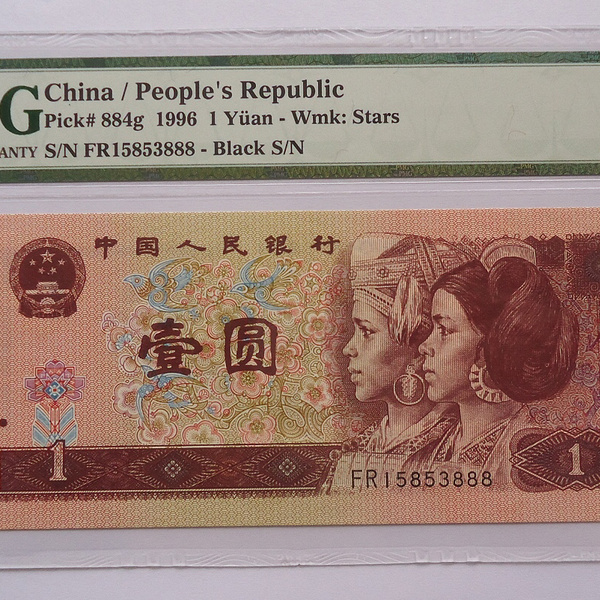 G
China / People's Republic
Pick# 884g 1996 1 Yüan - Wmk: Stars
ANTY S/N FR15853888 - Black S/N
中国人民银行
壹圆
1
FR15853888
1